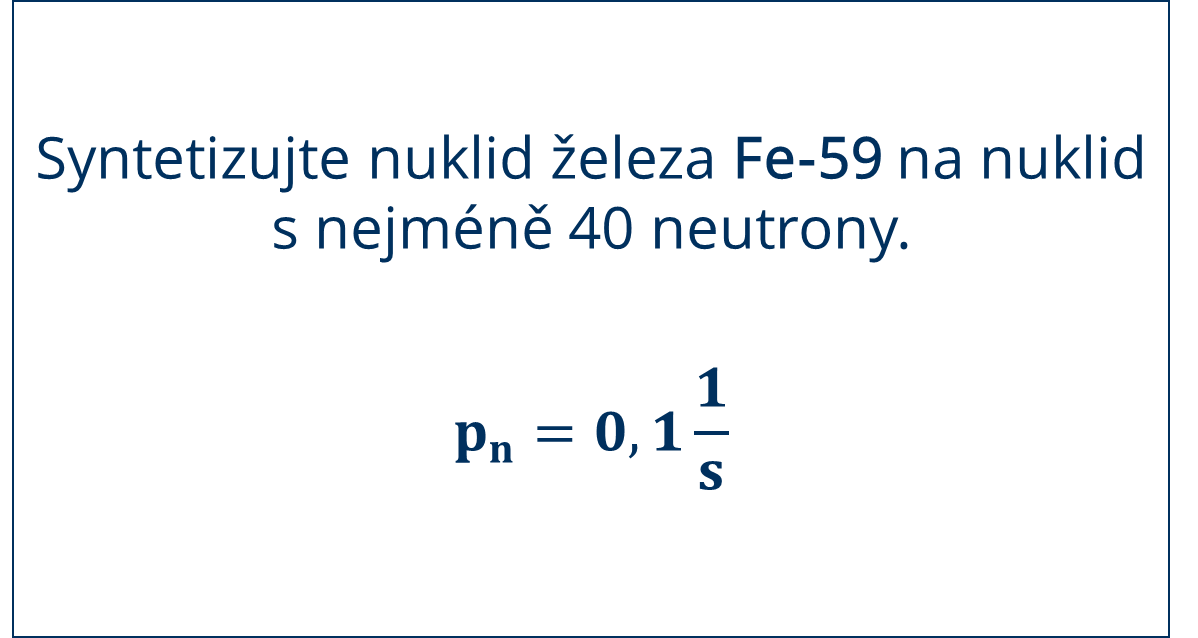 Syntetizujte nuklid železa Fe-59 na nuklid
s nejméně 40 neutrony.
pₙ = 0,1 1/s